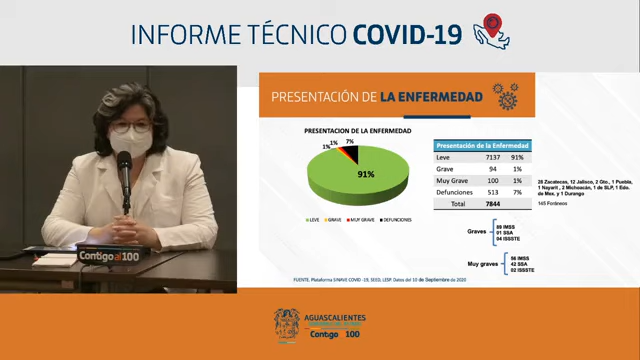 INFORME TÉCNICO COVID-19
PRESENTACIÓN DE LA ENFERMEDAD
PRESENTACION DE LA ENFERMEDAD
1% 1% 7%
91%
LEVE GRAVE MUY GRAVE DEFUNCIONES
Presentación de la Enfermedad
Leve 7137 91%
Grave 94 1%
Muy Grave 100 1%
Defunciones 513 7%
Total 7844
28 Zacatecas, 12 Jalisco, 2 Gto., 1 Puebla,
1 Nayarit , 2 Michoacán, 1 de SLP, 1 Edo.
de Mex. y 1 Durango
145 Foráneos
Graves
89 IMSS
01 SSA
04 ISSSTE
Muy graves
56 IMSS
42 SSA
02 ISSSTE
FUENTE, Plataforma SINAVE COVID -19, SEED, LESP. Datos del 10 de Septiembre de 2020
Contigo al 100
AGUASCALIENTES
Contigo al 100